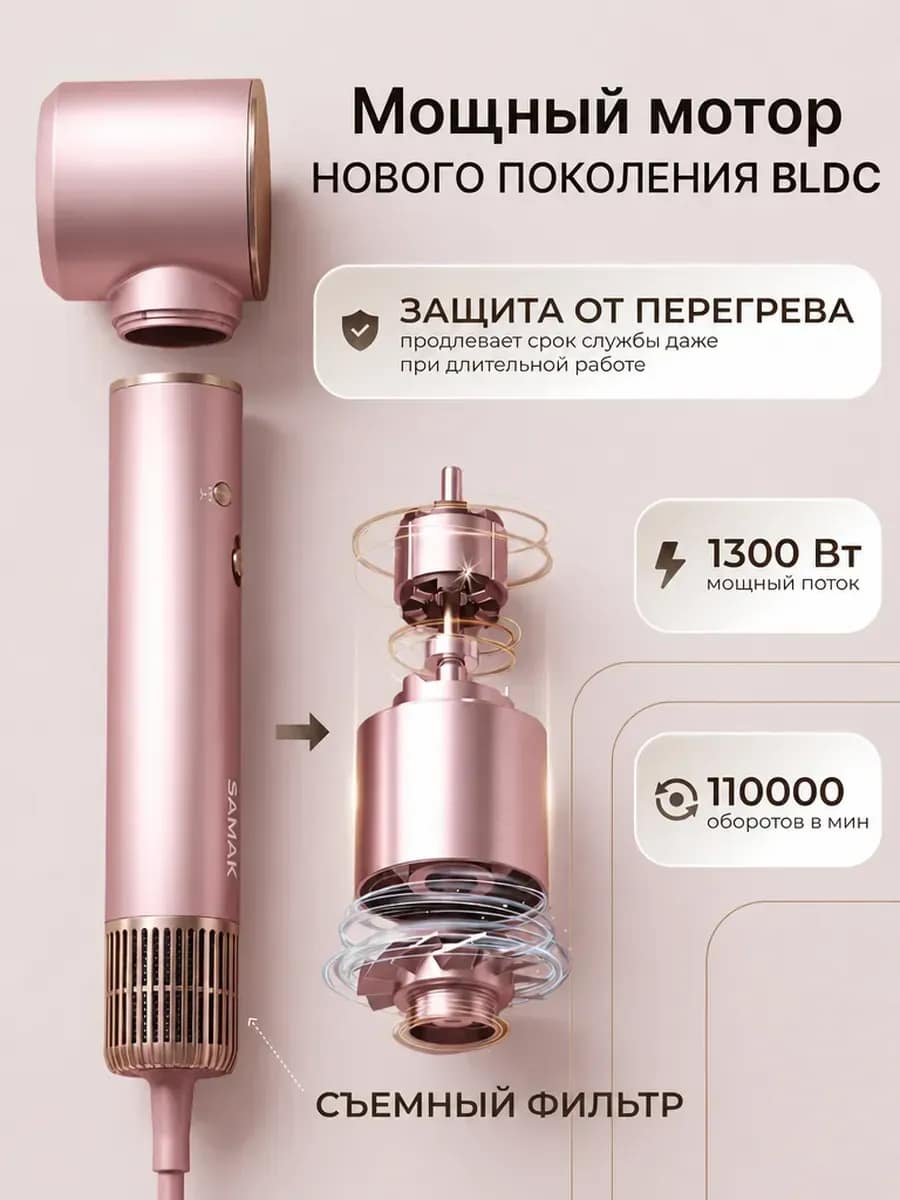 Мощный мотор
НОВОГО ПОКОЛЕНИЯ BLDC
ЗАЩИТА ОТ ПЕРЕГРЕВА
продлевает срок службы даже
при длительной работе
1300 Вт
мощный поток
110000
оборотов в мин
SAMAK
СЪЕМНЫЙ ФИЛЬТР